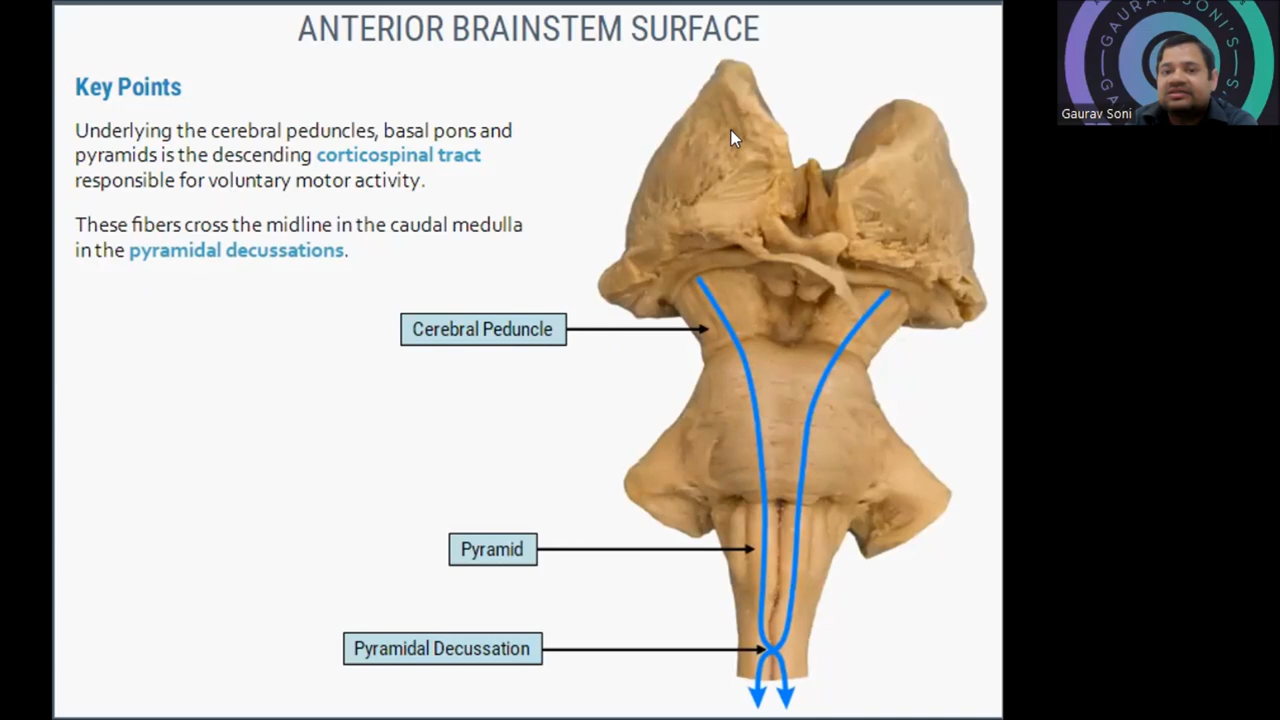 ANTERIOR BRAINSTEM SURFACE
Key Points
Underlying the cerebral peduncles, basal pons and
pyramids is the descending corticospinal tract
responsible for voluntary motor activity.
These fibers cross the midline in the caudal medulla
in the pyramidal decussations.
Cerebral Peduncle
Pyramid
Pyramidal Decussation
GAURAV SONI'S
Gaurav Soni